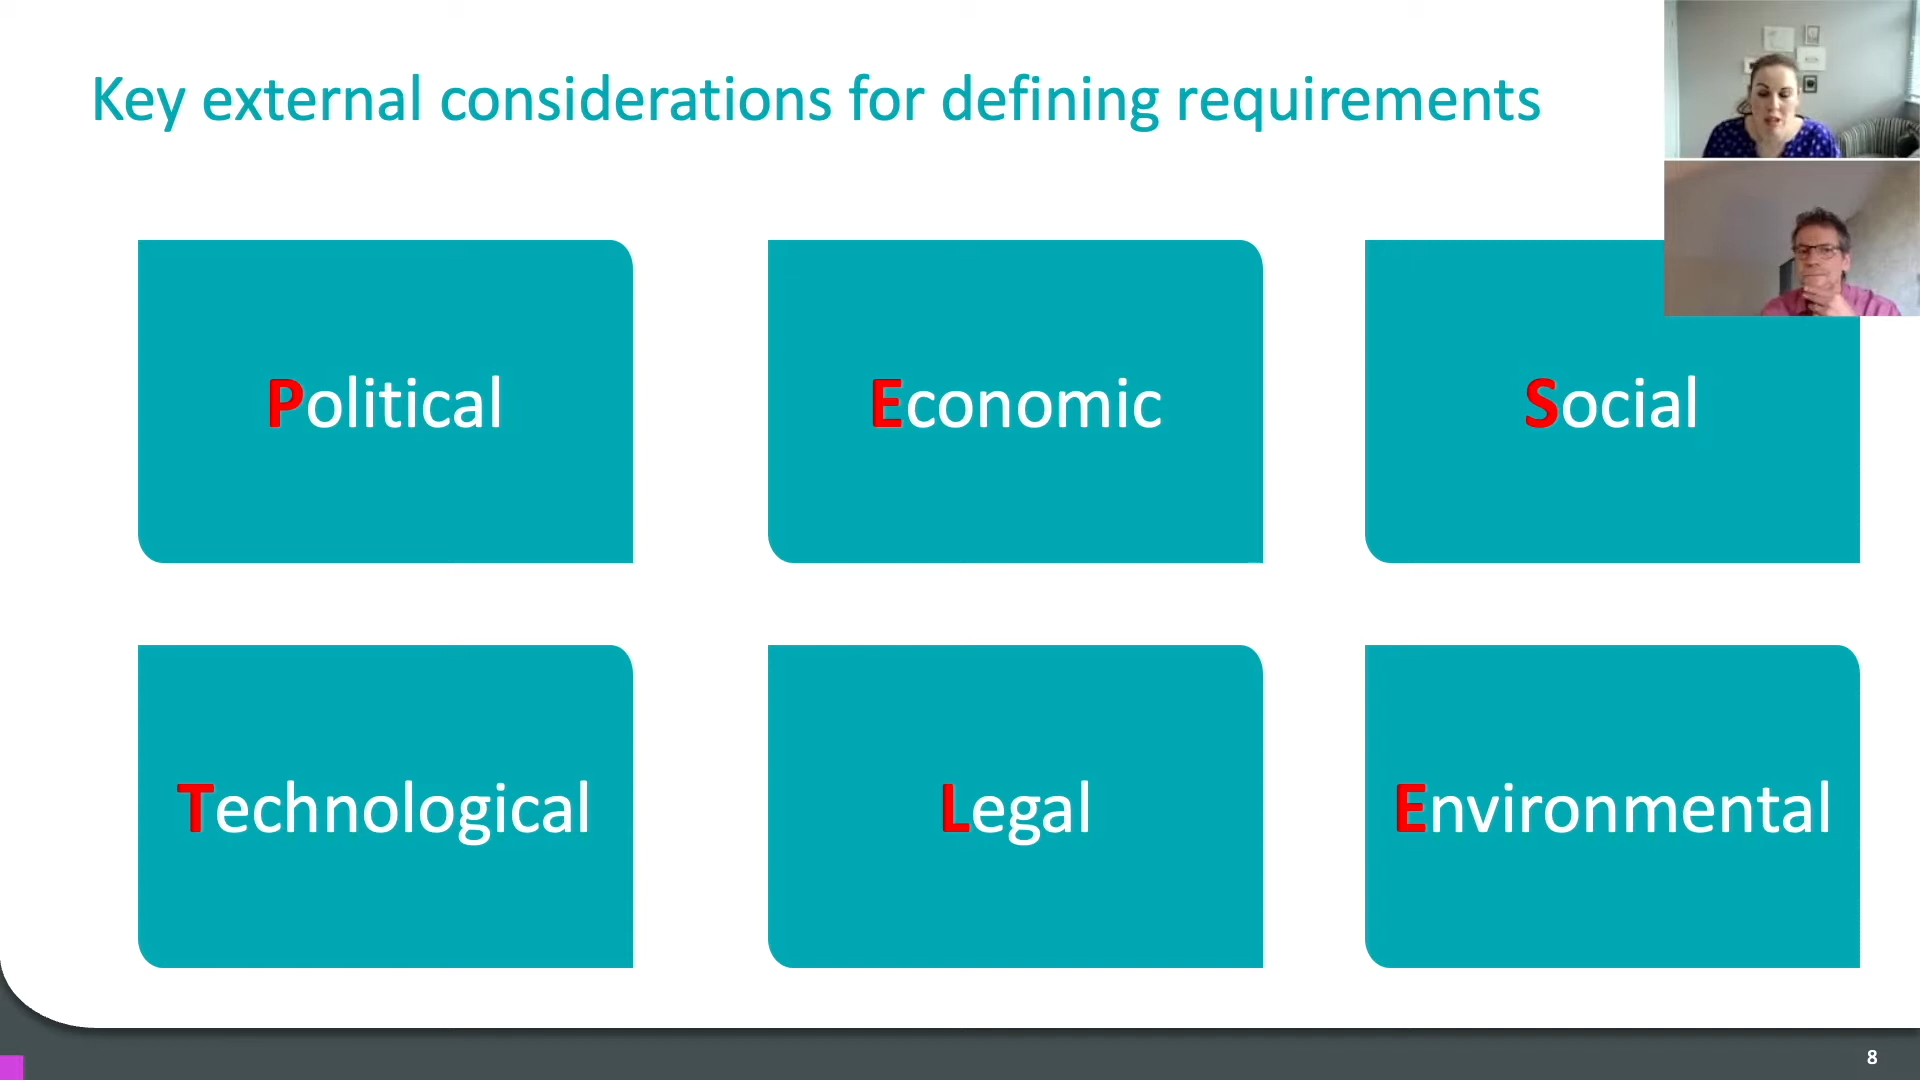 Key external considerations for defining requirements
Political
Economic
Social
Technological
Legal
Environmental
8